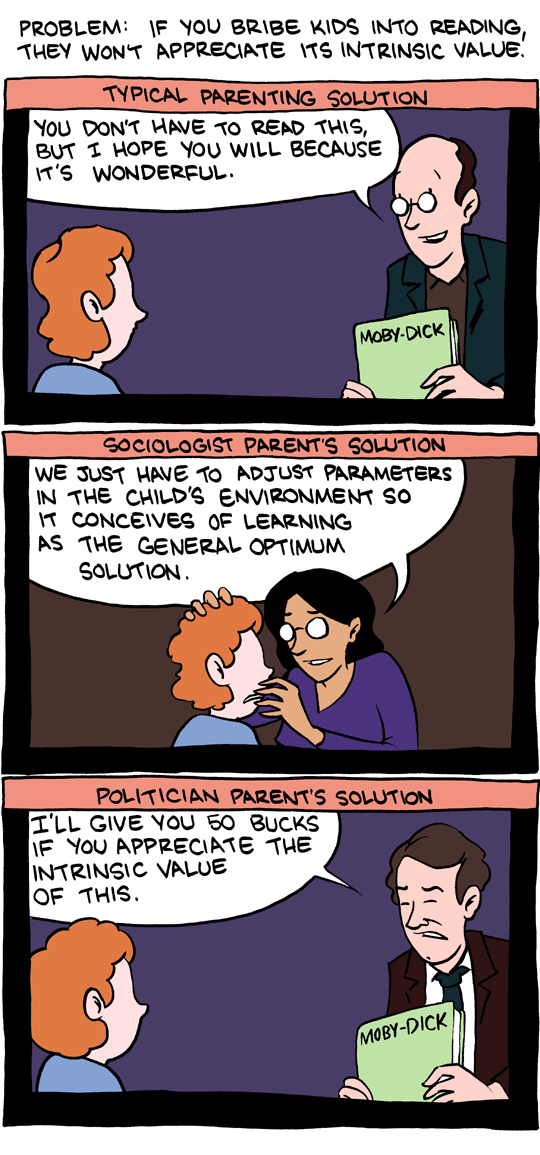 PROBLEM: IF YOU BRIBE KIDS INTO READING,
THEY WON'T APPRECIATE ITS INTRINSIC VALUE.
TYPICAL PARENTING SOLUTION
YOU DON'T HAVE TO READ THIS,
BUT I HOPE YOU WILL BECAUSE
IT'S WONDERFUL.
MOBY-DICK
SOCIOLOGIST PARENT'S SOLUTION
WE JUST HAVE TO ADJUST PARAMETERS
IN THE CHILD'S ENVIRONMENT SO
IT CONCEIVES OF LEARNING
AS THE GENERAL OPTIMUM
SOLUTION.
POLITICIAN PARENT'S SOLUTION
I'LL GIVE YOU 50 BUCKS
IF YOU APPRECIATE THE
INTRINSIC VALUE
OF THIS.
MOBY-DICK